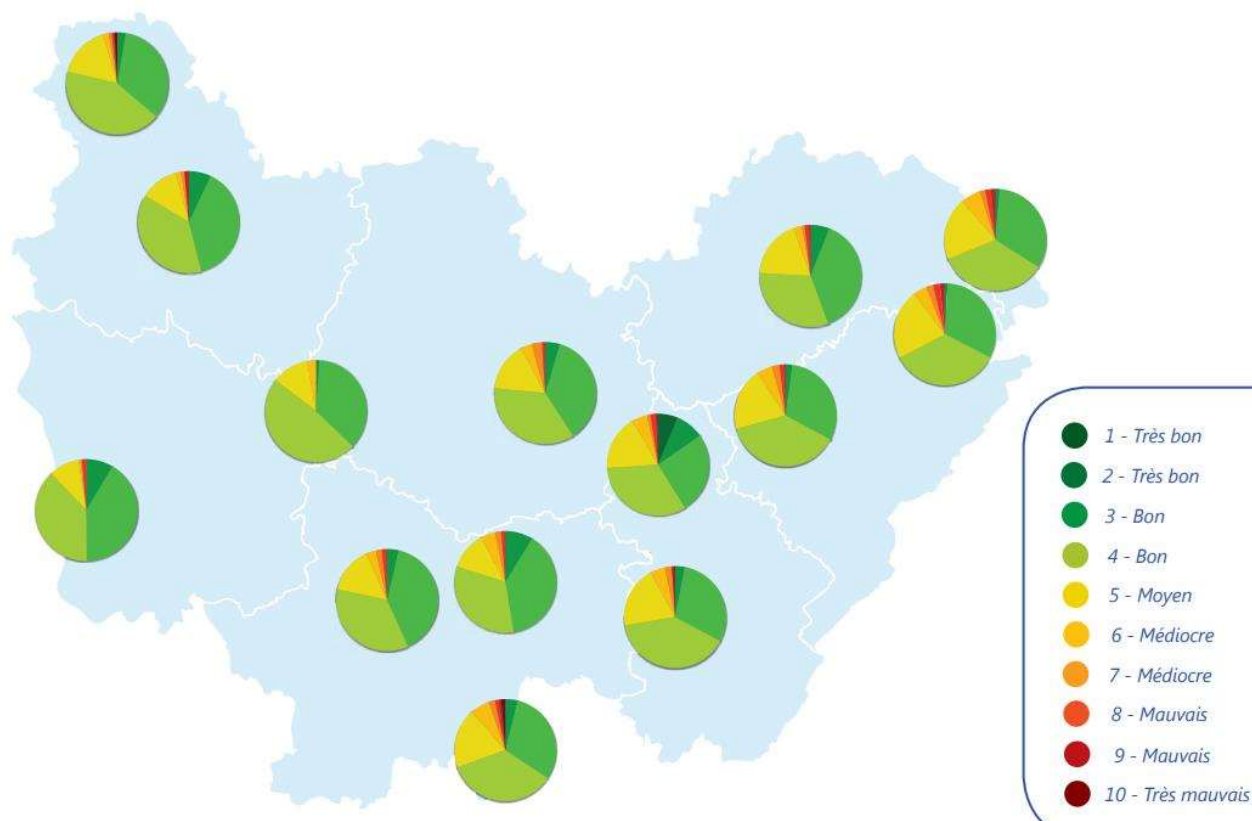 1 - Très bon
2 - Très bon
3 - Bon
4 - Bon
5 - Moyen
6 - Médiocre
7 - Médiocre
8 - Mauvais
9 - Mauvais
10 - Très mauvais